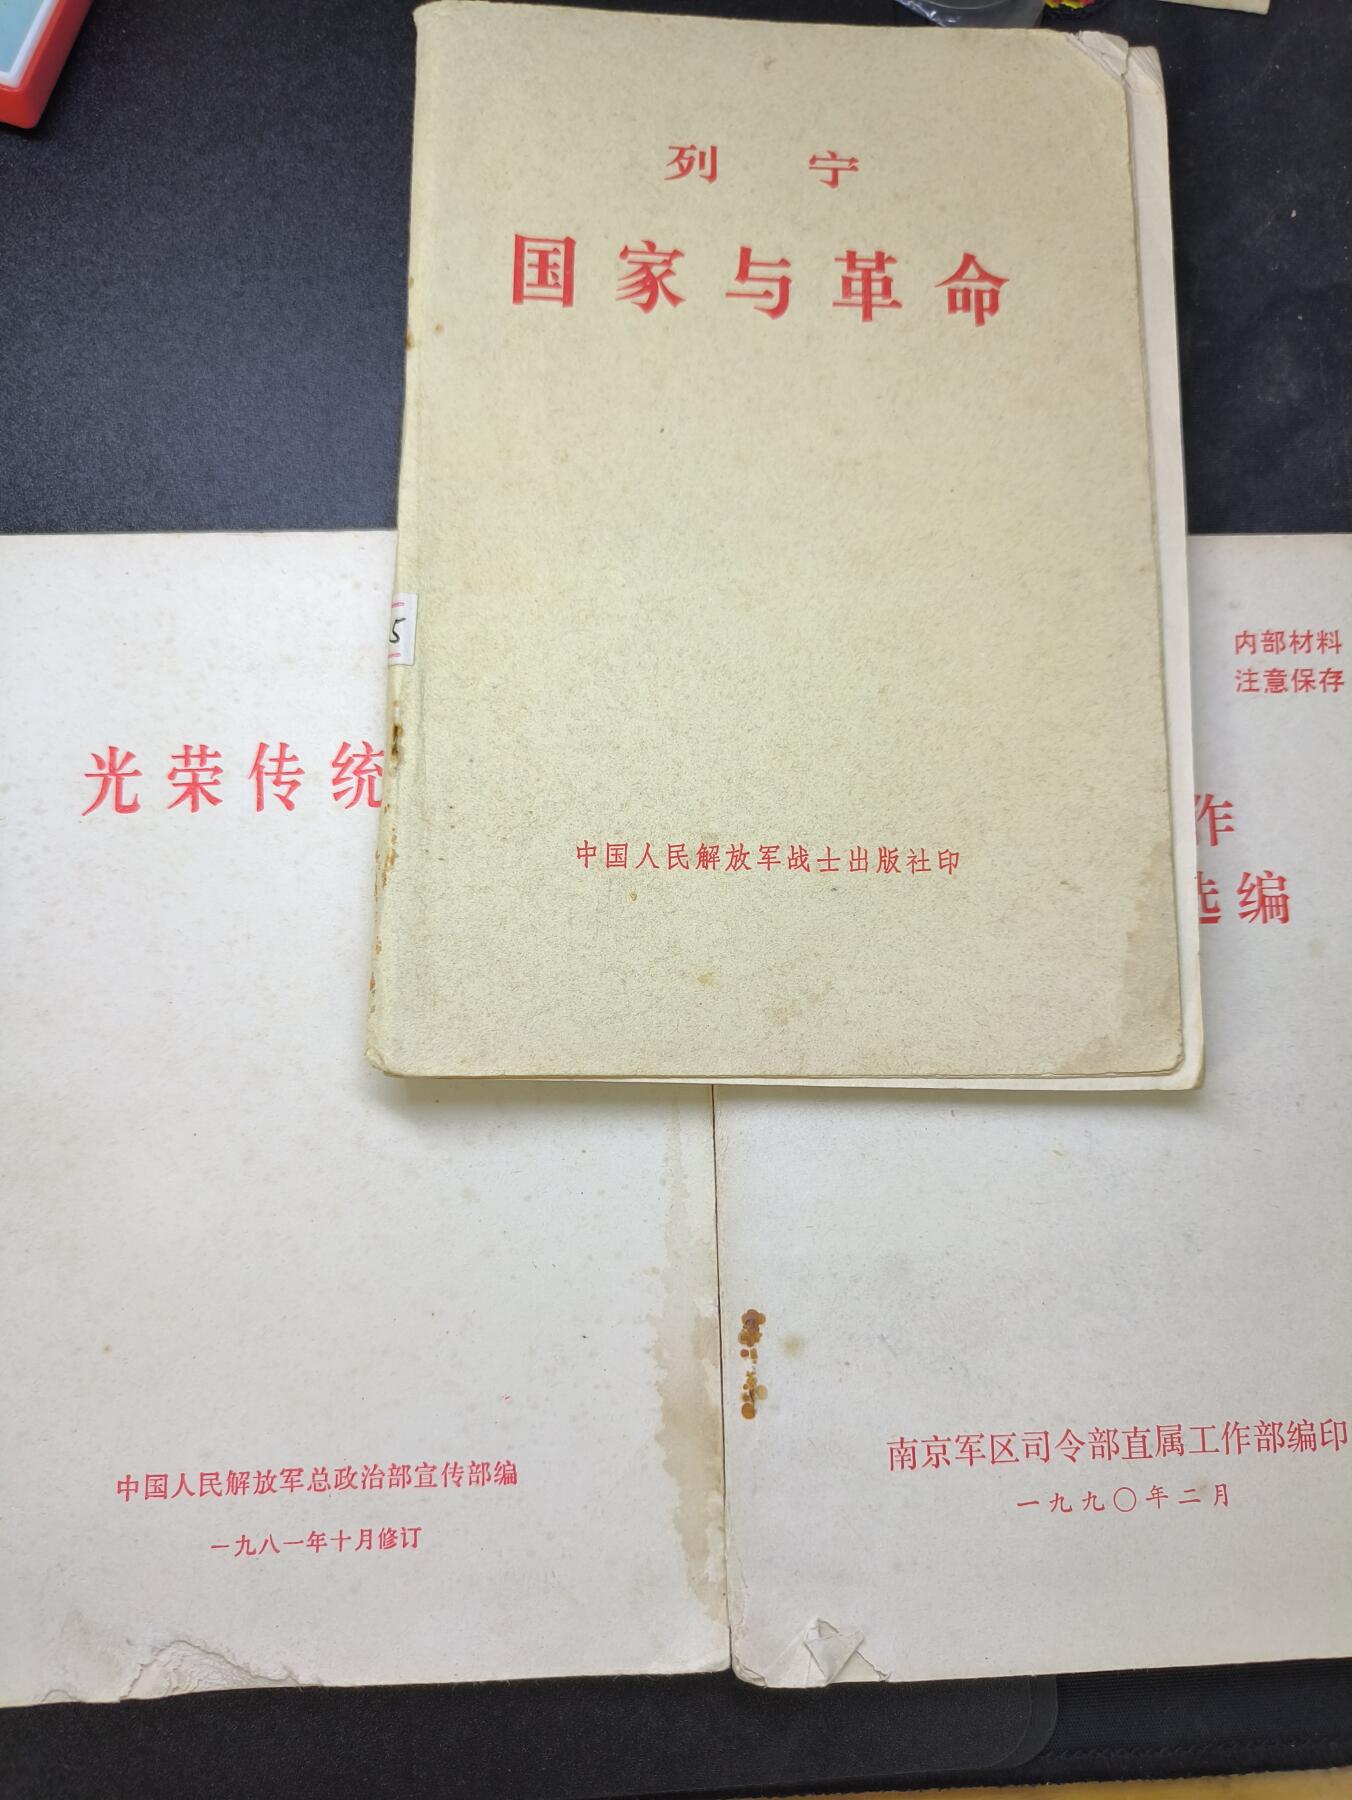 列宁
国家与革命
中国人民解放军战士出版社印
5
光荣传统
中国人民解放军总政治部宣传部编
一九八一年十月修订
内部材料
注意保存
作
选编
南京军区司令部直属工作部编印
一九九〇年二月